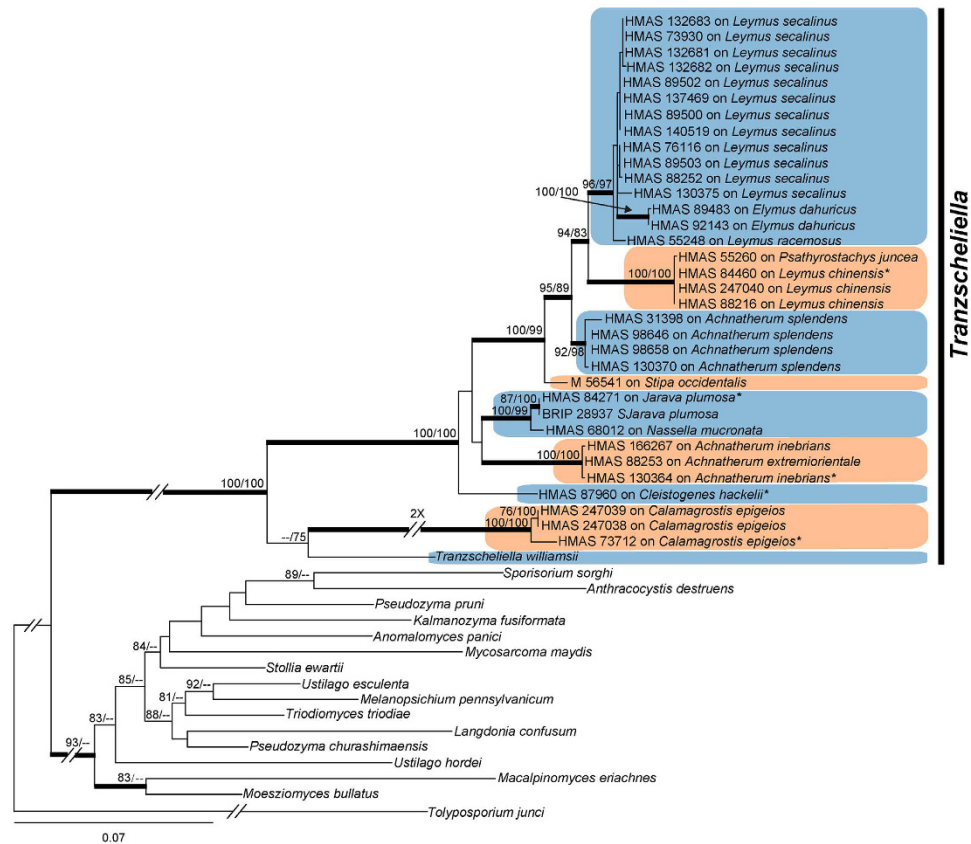 HMAS 132683 on Leymus secalinus
HMAS 73930 on Leymus secalinus
HMAS 132681 on Leymus secalinus
HMAS 132682 on Leymus secalinus
HMAS 89502 on Leymus secalinus
HMAS 137469 on Leymus secalinus
HMAS 89500 on Leymus secalinus
HMAS 140519 on Leymus secalinus
HMAS 76116 on Leymus secalinus
HMAS 89503 on Leymus secalinus
96/97
HMAS 88252 on Leymus secalinus
100/100
HMAS 130375 on Leymus secalinus
HMAS 89483 on Elymus dahuricus
HMAS 92143 on Elymus dahuricus
94/83
HMAS 55248 on Leymus racemosus
HMAS 55260 on Psathyrostachys juncea
100/100
HMAS 84460 on Leymus chinensis*
HMAS 247040 on Leymus chinensis
95/89
HMAS 88216 on Leymus chinensis
HMAS 31398 on Achnatherum splendens
100/99
HMAS 98646 on Achnatherum splendens
92/98
HMAS 98658 on Achnatherum splendens
HMAS 130370 on Achnatherum splendens
M 56541 on Stipa occidentalis
87/100
HMAS 84271 on Jarava plumosa*
100/99
BRIP 28937 SJarava plumosa
HMAS 68012 on Nassella mucronata
100/100
HMAS 166267 on Achnatherum inebrians
100/100
HMAS 88253 on Achnatherum extremiorientale
HMAS 130364 on Achnatherum inebrians*
100/100
HMAS 87960 on Cleistogenes hackelii*
2X
76/100
HMAS 247039 on Calamagrostis epigeios
100/100
HMAS 247038 on Calamagrostis epigeios
--/75
HMAS 73712 on Calamagrostis epigeios*
Tranzscheliella williamsii
Tranzscheliella
89/--
Sporisorium sorghi
Anthracocystis destruens
Pseudozyma pruni
Kalmanozyma fusiformata
Anomalomyces panici
84/--
Mycosarcoma maydis
Stollia ewartii
85/--
92/--
Ustilago esculenta
81/--
Melanopsichium pennsylvanicum
88/--
Triodiomyces triodiae
83/--
Langdonia confusum
93/--
Pseudozyma churashimaensis
Ustilago hordei
83/--
Macalpinomyces eriachnes
Moesziomyces bullatus
Tolyposporium junci
0.07